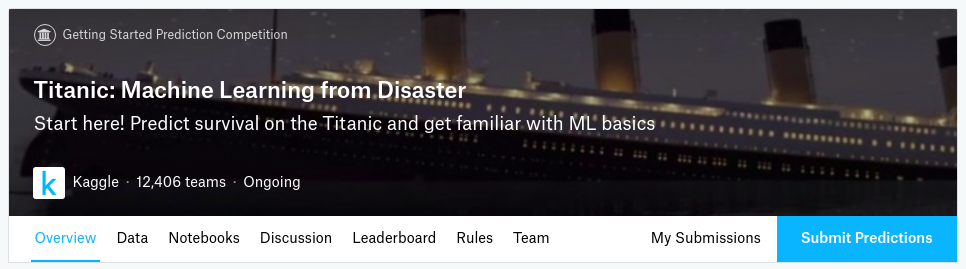 Getting Started Prediction Competition
Titanic: Machine Learning from Disaster
Start here! Predict survival on the Titanic and get familiar with ML basics
k Kaggle · 12,406 teams · Ongoing
Overview Data Notebooks Discussion Leaderboard Rules Team My Submissions Submit Predictions